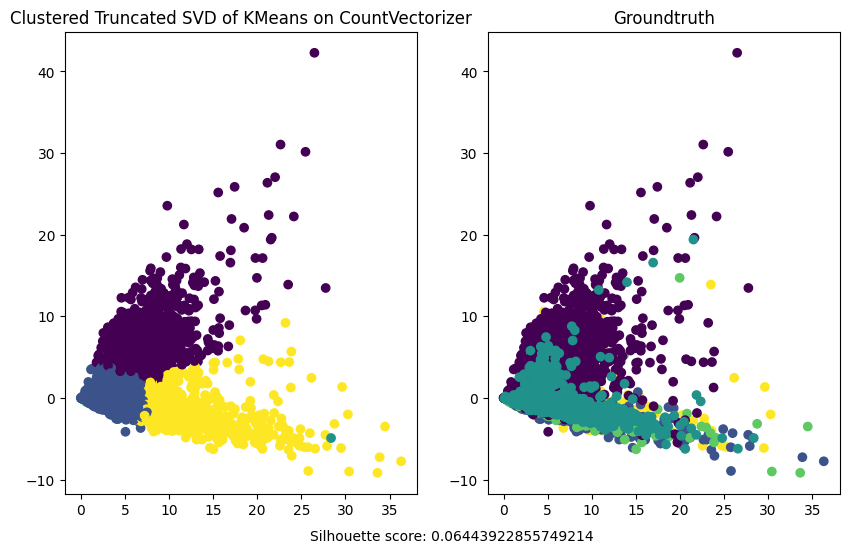 Clustered Truncated SVD of KMeans on CountVectorizer
40
30
20
10
0
−10
0 5 10 15 20 25 30 35
Groundtruth
40
30
20
10
0
−10
0 5 10 15 20 25 30 35
Silhouette score: 0.06443922855749214